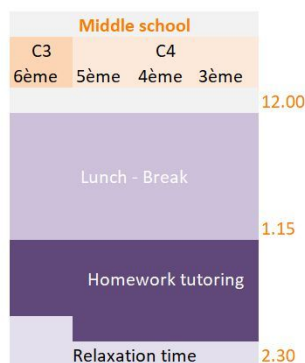 Middle school
C3 C4
6ème 5ème 4ème 3ème
12.00
Lunch - Break
1.15
Homework tutoring
Relaxation time 2.30